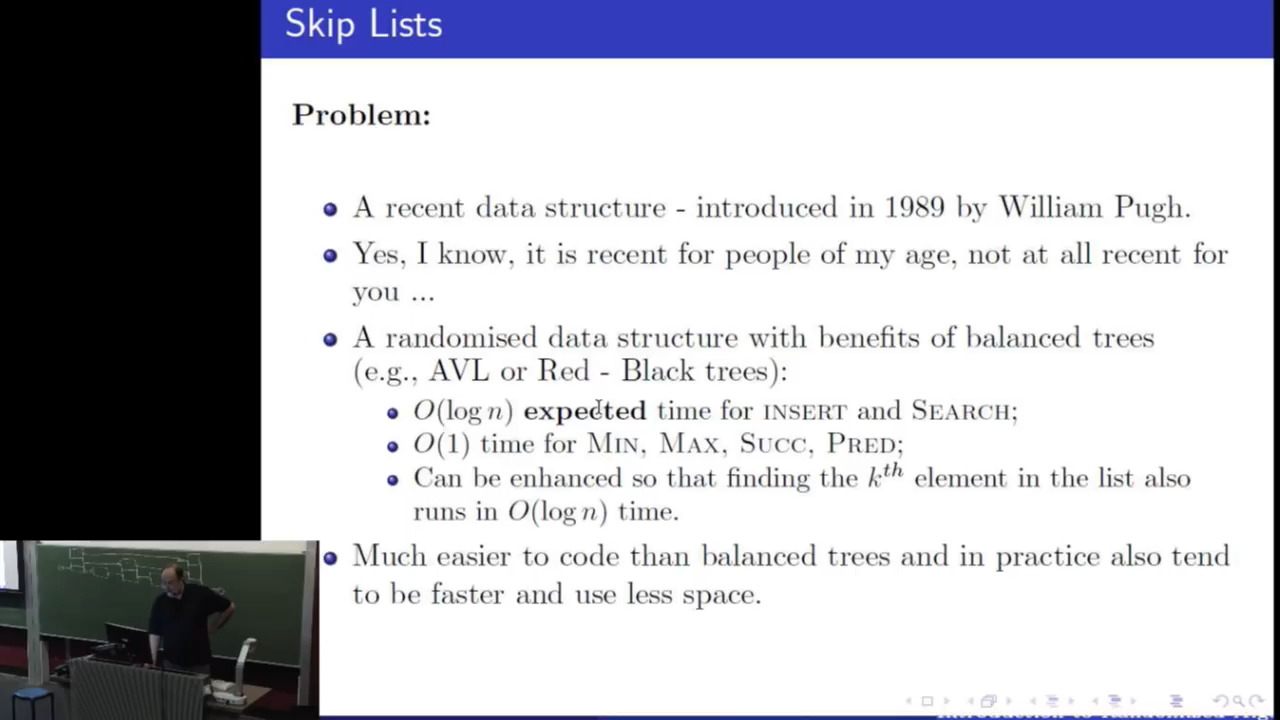 Skip Lists
Problem:
A recent data structure - introduced in 1989 by William Pugh.
Yes, I know, it is recent for people of my age, not at all recent for
you ...
A randomised data structure with benefits of balanced trees
(e.g., AVL or Red - Black trees):
O(log n) expected time for INSERT and SEARCH;
O(1) time for MIN, MAX, SUCC, PRED;
Can be enhanced so that finding the kth element in the list also
runs in O(log n) time.
Much easier to code than balanced trees and in practice also tend
to be faster and use less space.